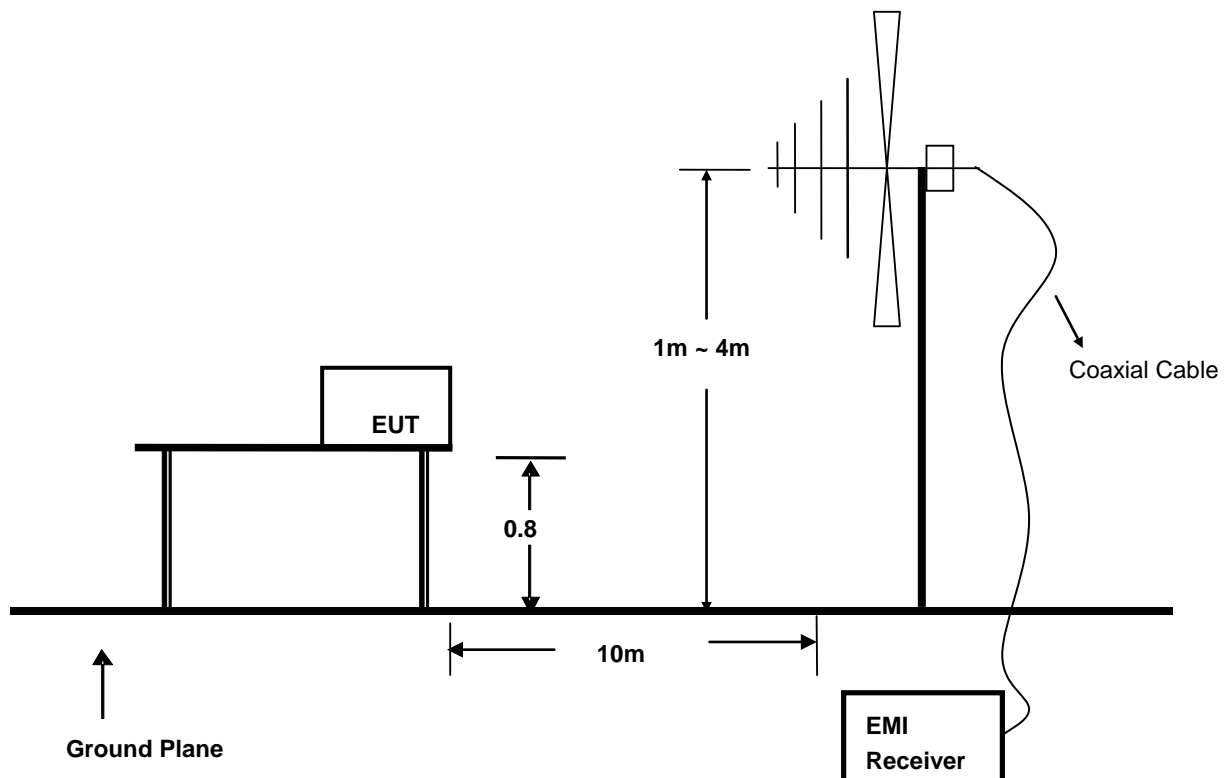 1m ~ 4m
Coaxial Cable
EUT
0.8
10m
Ground Plane
EMI
Receiver